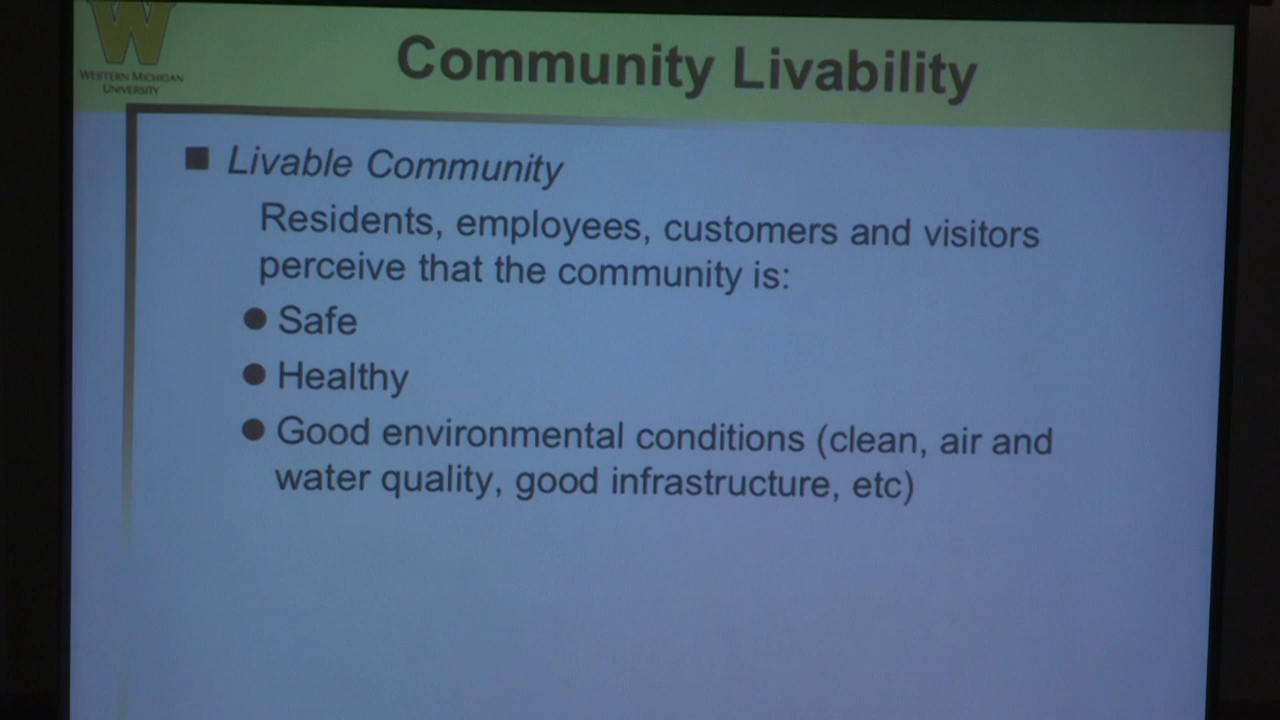 W
WESTERN MICHIGAN
UNIVERSITY
Community Livability
Livable Community
Residents, employees, customers and visitors
perceive that the community is:
Safe
Healthy
Good environmental conditions (clean, air and
water quality, good infrastructure, etc)